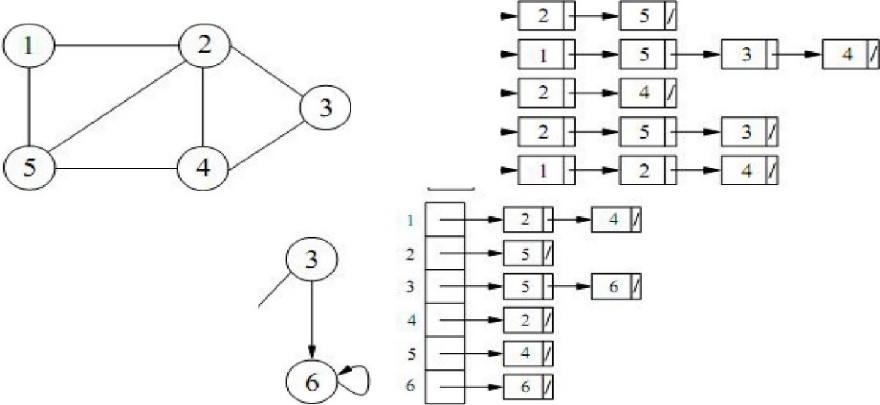 1 2 3
5 4
2 5 /
1 5 3 4 /
2 4 /
2 5 3 /
1 2 4 /
3
6
1 2 4 /
2 5 /
3 5 6 /
4 2 /
5 4 /
6 6 /